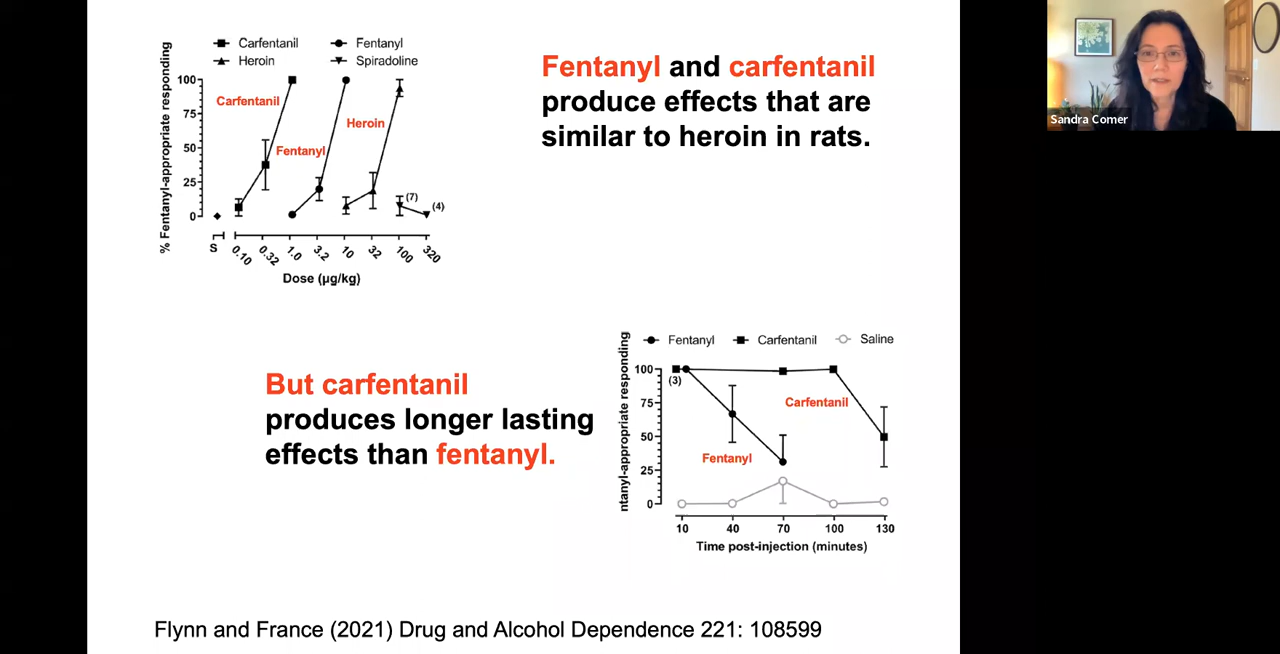 Carfentanil
Fentanyl
Heroin
Spiradoline
% Fentanyl-appropriate responding
100
75
50
25
0
Carfentanil
Fentanyl
Heroin
(7)
(4)
S
0.10
0.32
1.0
3.2
10
32
100
320
Dose (µg/kg)
Fentanyl and carfentanil
produce effects that are
similar to heroin in rats.
Sandra Comer
But carfentanil
produces longer lasting
effects than fentanyl.
Fentanyl
Carfentanil
Saline
ntanyl-appropriate responding
100
75
50
25
0
(3)
Carfentanil
Fentanyl
10
40
70
100
130
Time post-injection (minutes)
Flynn and France (2021) Drug and Alcohol Dependence 221: 108599